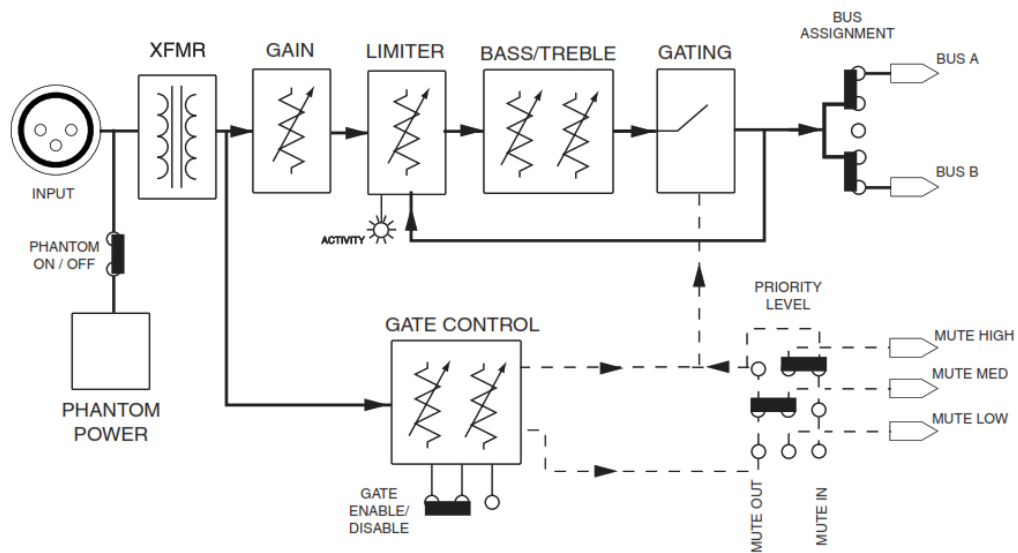 BUS
ASSIGNMENT
XFMR
GAIN
LIMITER
BASS/TREBLE
GATING
BUS A
INPUT
BUS B
ACTIVITY
PHANTOM
ON / OFF
PRIORITY
LEVEL
GATE CONTROL
MUTE HIGH
MUTE MED
PHANTOM
POWER
MUTE LOW
GATE
ENABLE/
DISABLE
MUTE OUT
MUTE IN